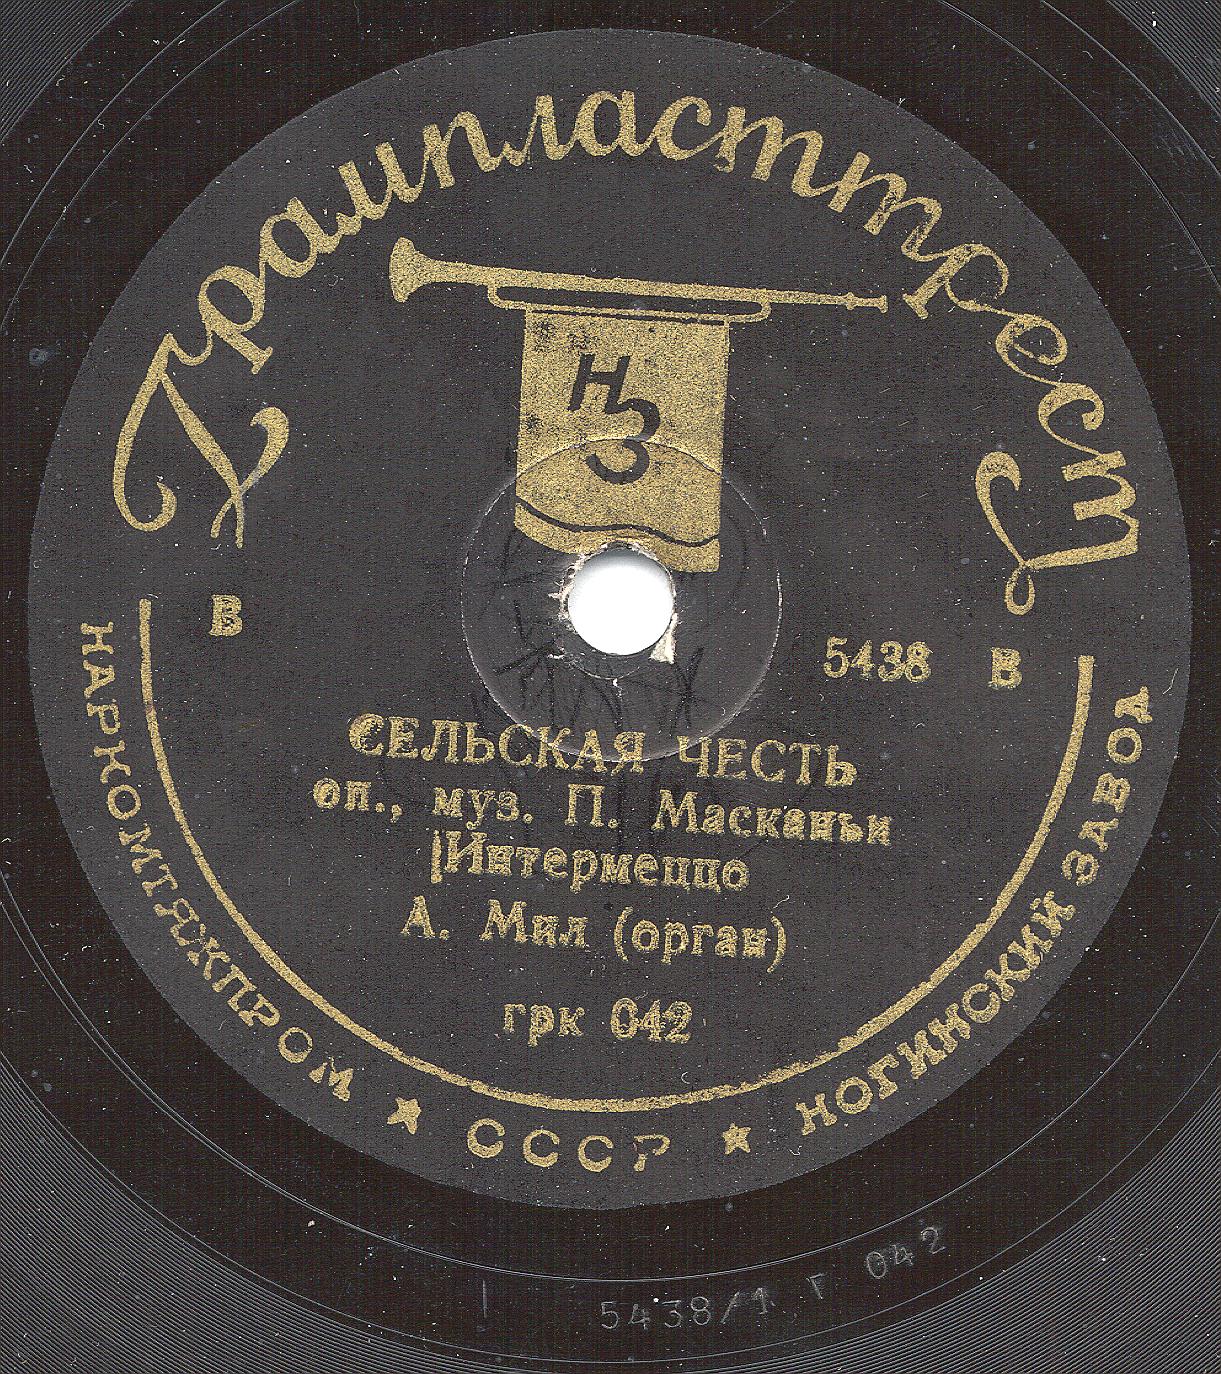 Грампласттрест
НЗ
В
5438 В
СЕЛЬСКАЯ ЧЕСТЬ
оп., муз. П. Масканьи
Интермеццо
А. Мил (орган)
грк 042
НАРКОМТЯЖПРОМ ★ СССР ★ НОГИНСКИЙ ЗАВОД
5438/1 Г 042